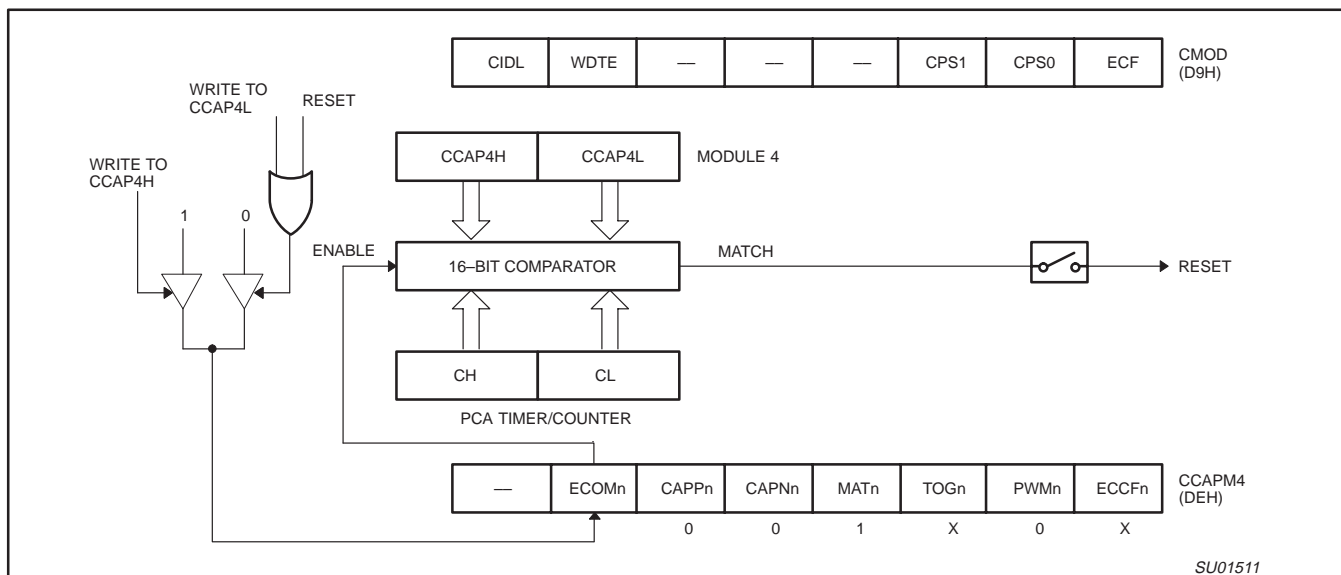 CIDL WDTE –– –– –– CPS1 CPS0 ECF CMOD
(D9H)
WRITE TO
CCAP4L RESET
WRITE TO
CCAP4H
CCAP4H CCAP4L MODULE 4
1 0
ENABLE
16–BIT COMPARATOR
MATCH
RESET
CH CL
PCA TIMER/COUNTER
–– ECOMn CAPPn CAPNn MATn TOGn PWMn ECCFn CCAPM4
(DEH)
0 0 1 X 0 X
SU01511